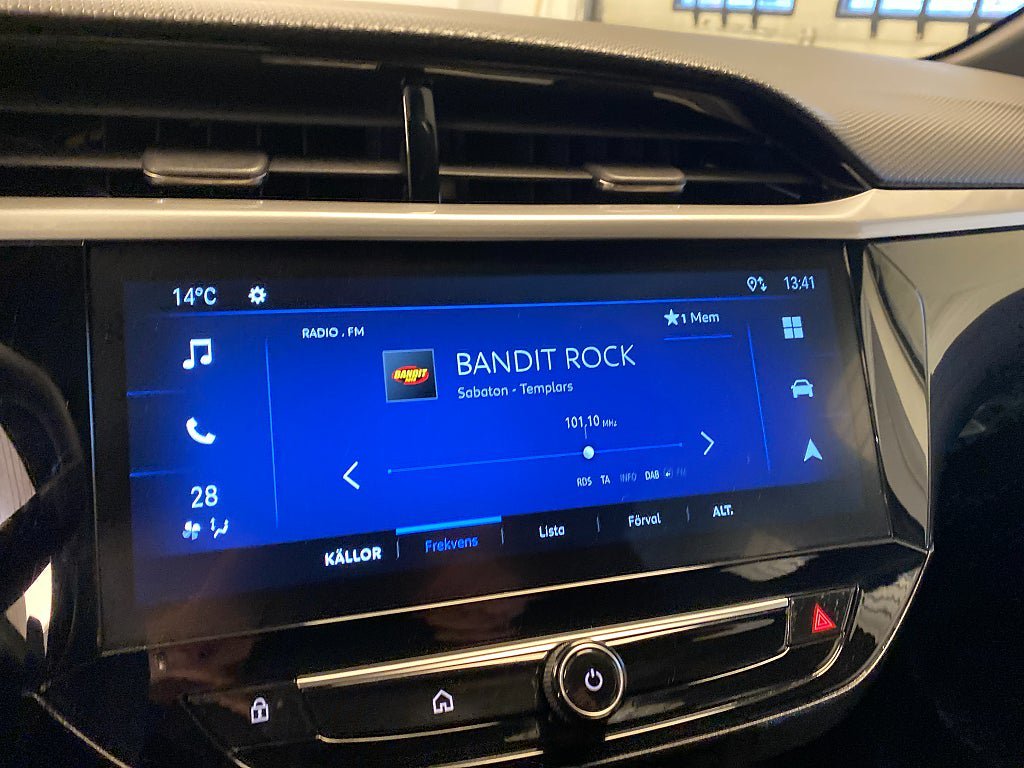 14°C
13:41
RADIO . FM
1 Mem
BANDIT ROCK
BANDIT
Sabaton - Templars
101,10 MHz
28
RDS TA INFO DAB FM
KÄLLOR Frekvens Lista Förval ALT.